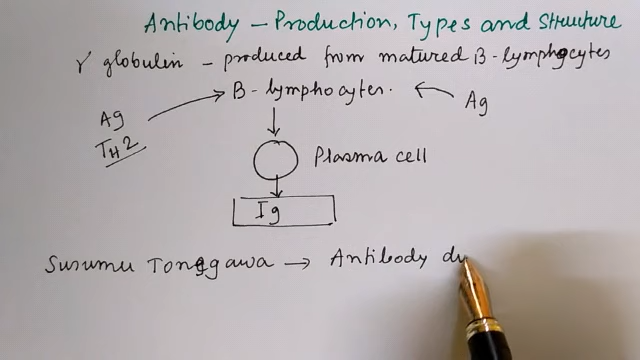 Antibody – Production, Types and Structure
γ globulin – produced from matured B-lymphocytes
B-lymphocytes.
Ag
Ag
TH2
Plasma cell
Ig
Susumu Tonegawa → Antibody